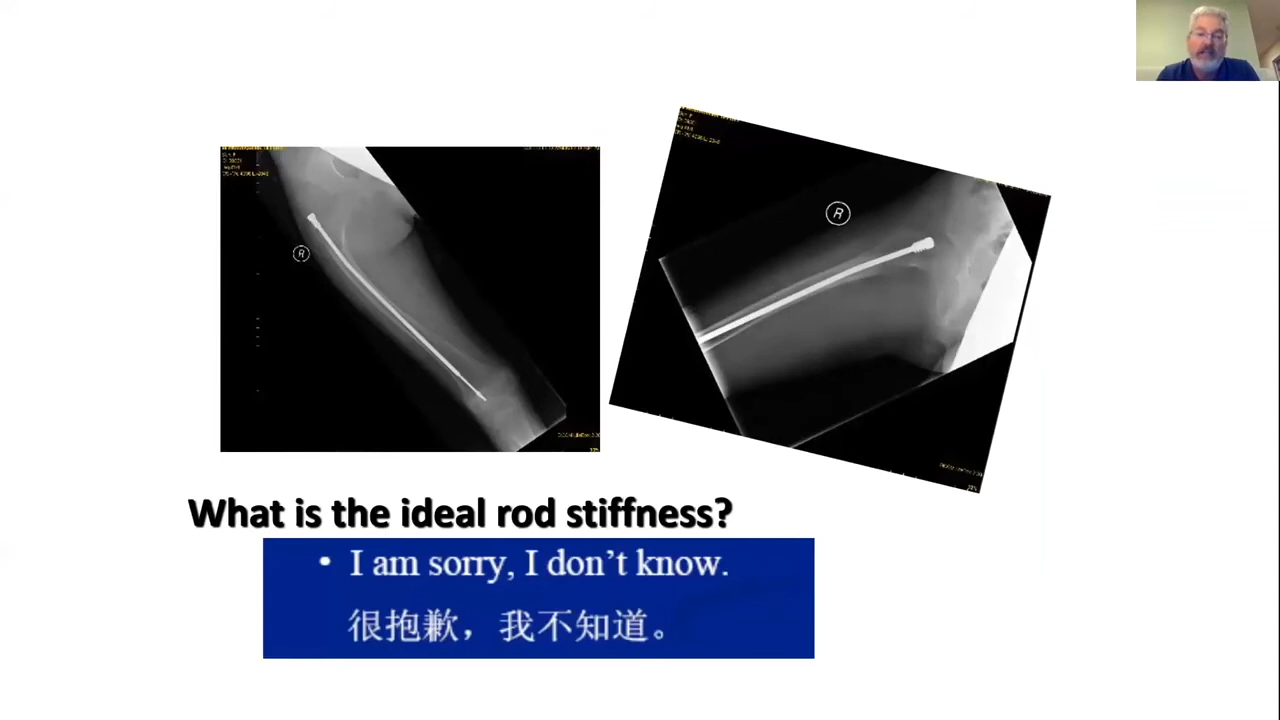 R
R
What is the ideal rod stiffness?
• I am sorry, I don't know.
很抱歉，我不知道。